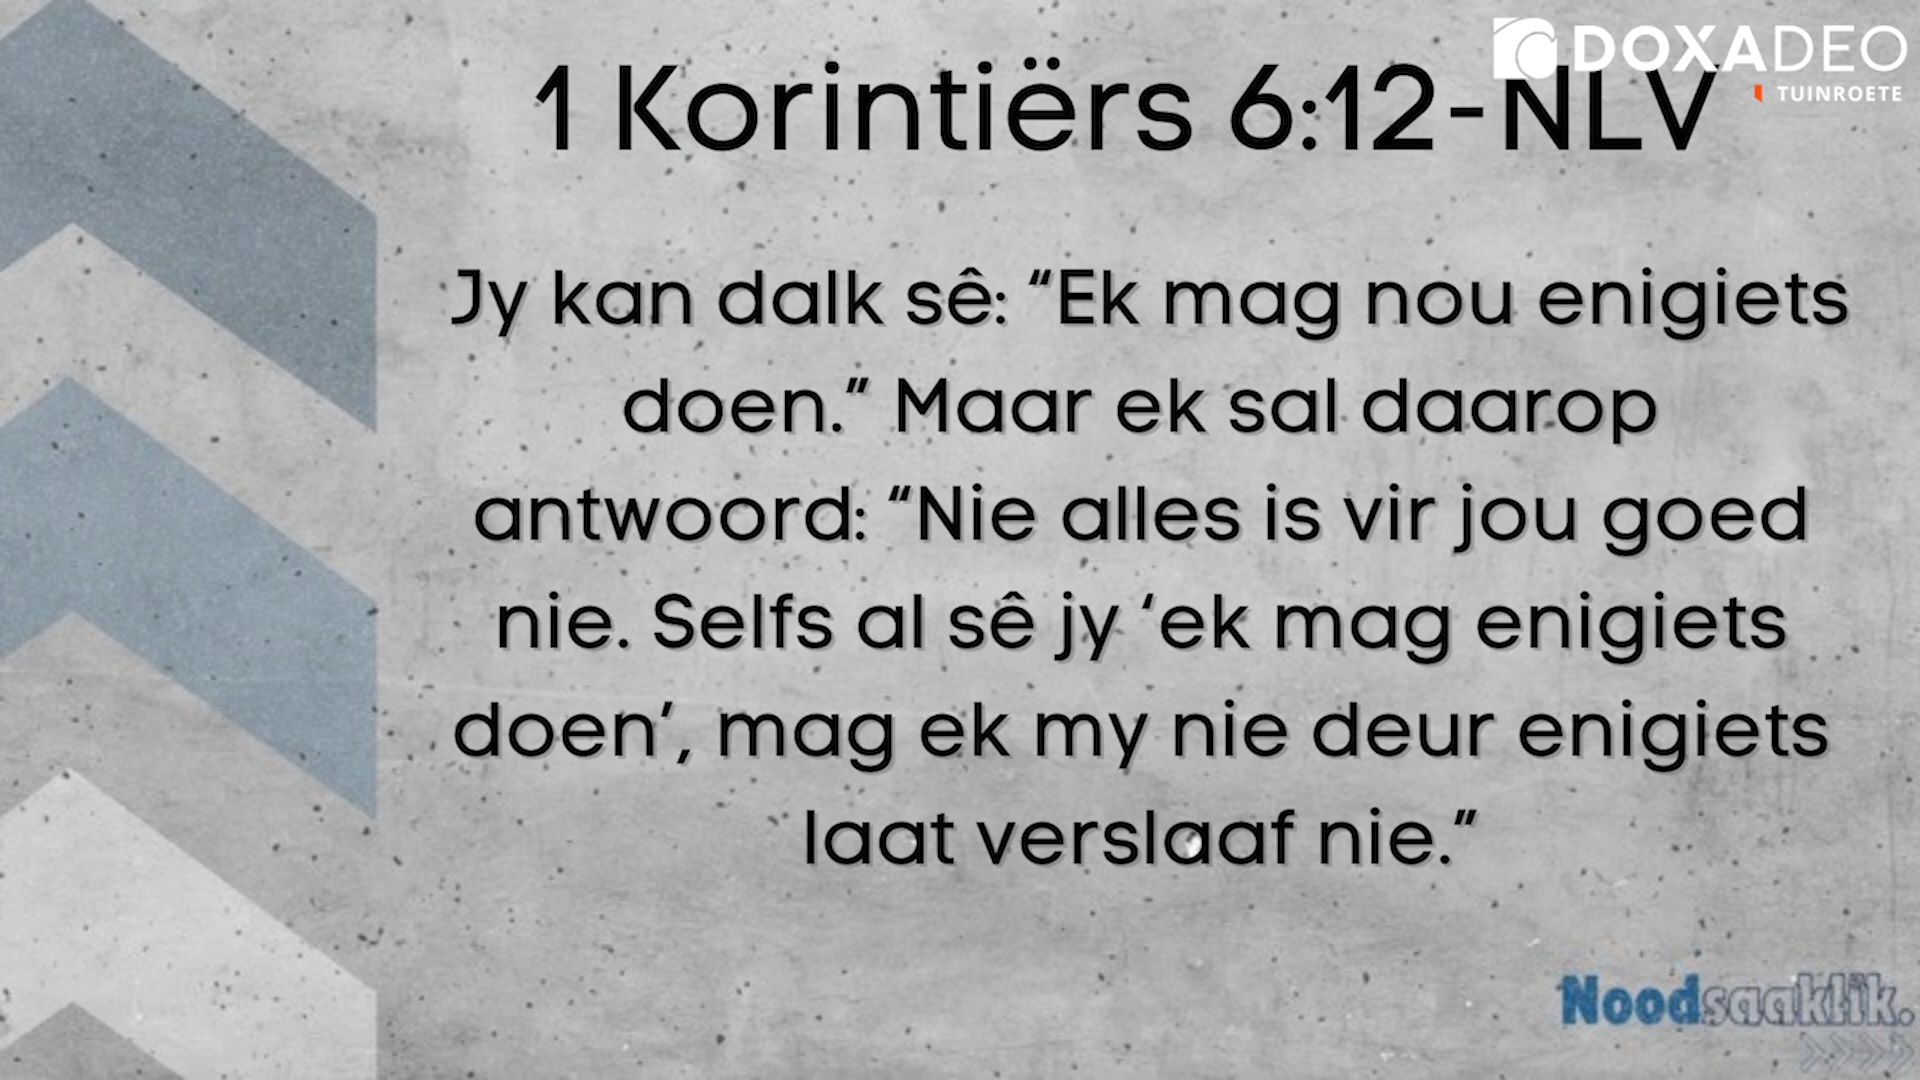 DOXADEO
TUINROETE
1 Korintiërs 6:12-NLV
Jy kan dalk sê: “Ek mag nou enigiets
doen.” Maar ek sal daarop
antwoord: “Nie alles is vir jou goed
nie. Selfs al sê jy ‘ek mag enigiets
doen’, mag ek my nie deur enigiets
laat verslaaf nie.”
Noodsaaklik.